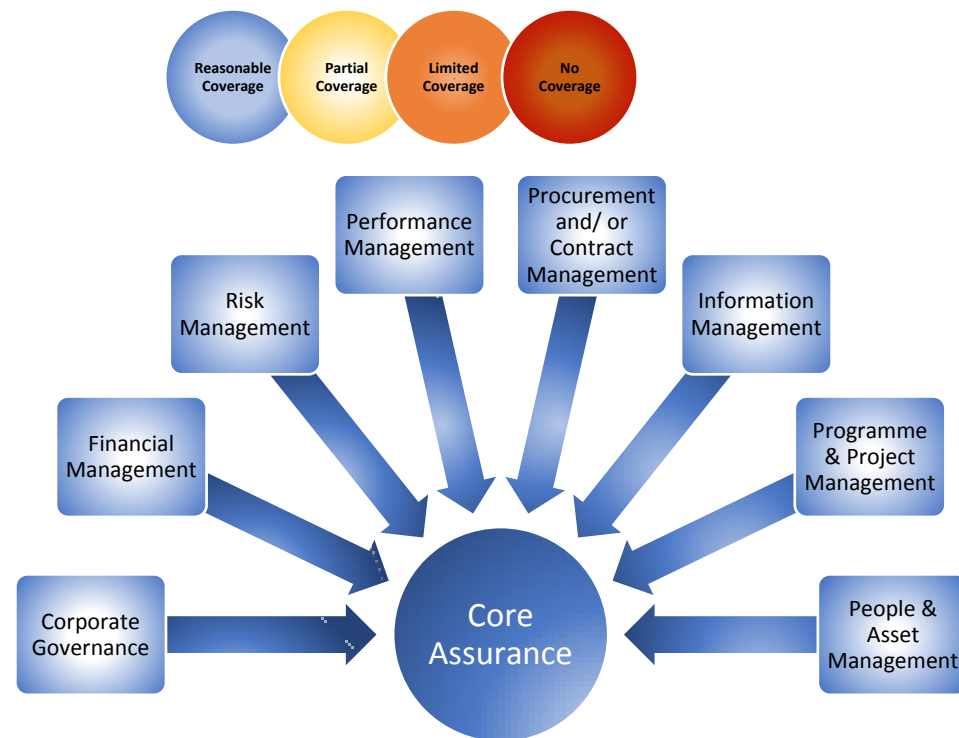 Reasonable
Coverage
Partial
Coverage
Limited
Coverage
No
Coverage
Performance
Management
Procurement
and/ or
Contract
Management
Risk
Management
Information
Management
Financial
Management
Programme
& Project
Management
Corporate
Governance
Core
Assurance
People &
Asset
Management